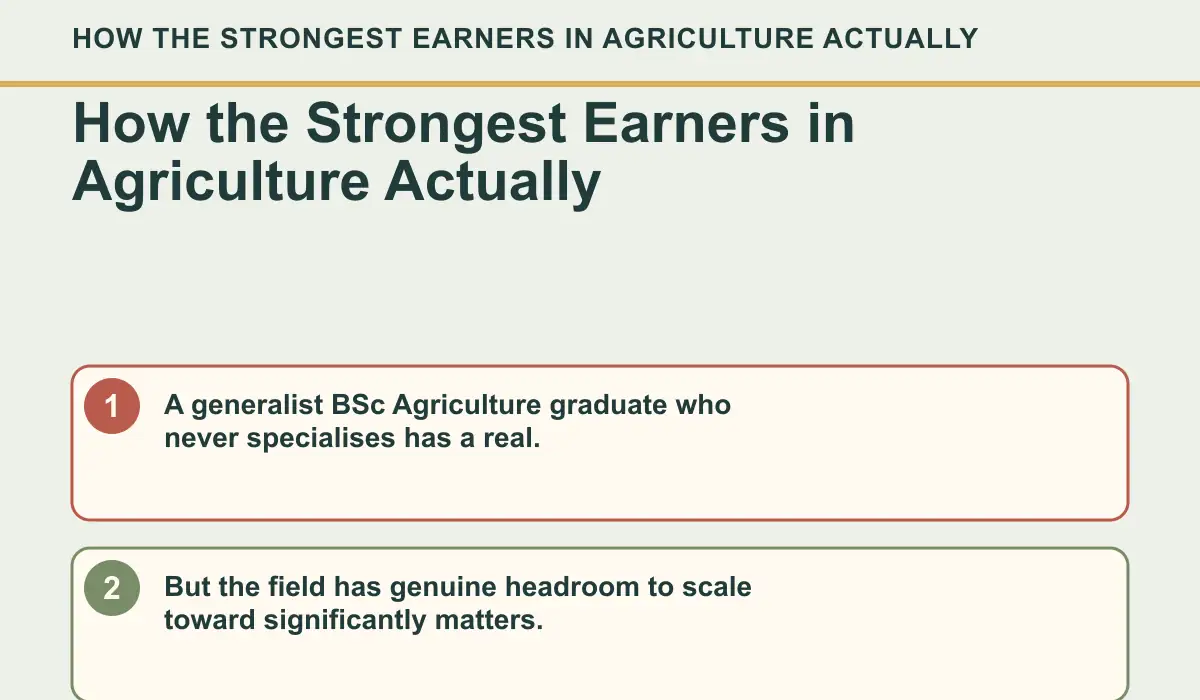 HOW THE STRONGEST EARNERS IN AGRICULTURE ACTUALLY
How the Strongest Earners in
Agriculture Actually
1
A generalist BSc Agriculture graduate who
never specialises has a real.
2
But the field has genuine headroom to scale
toward significantly matters.